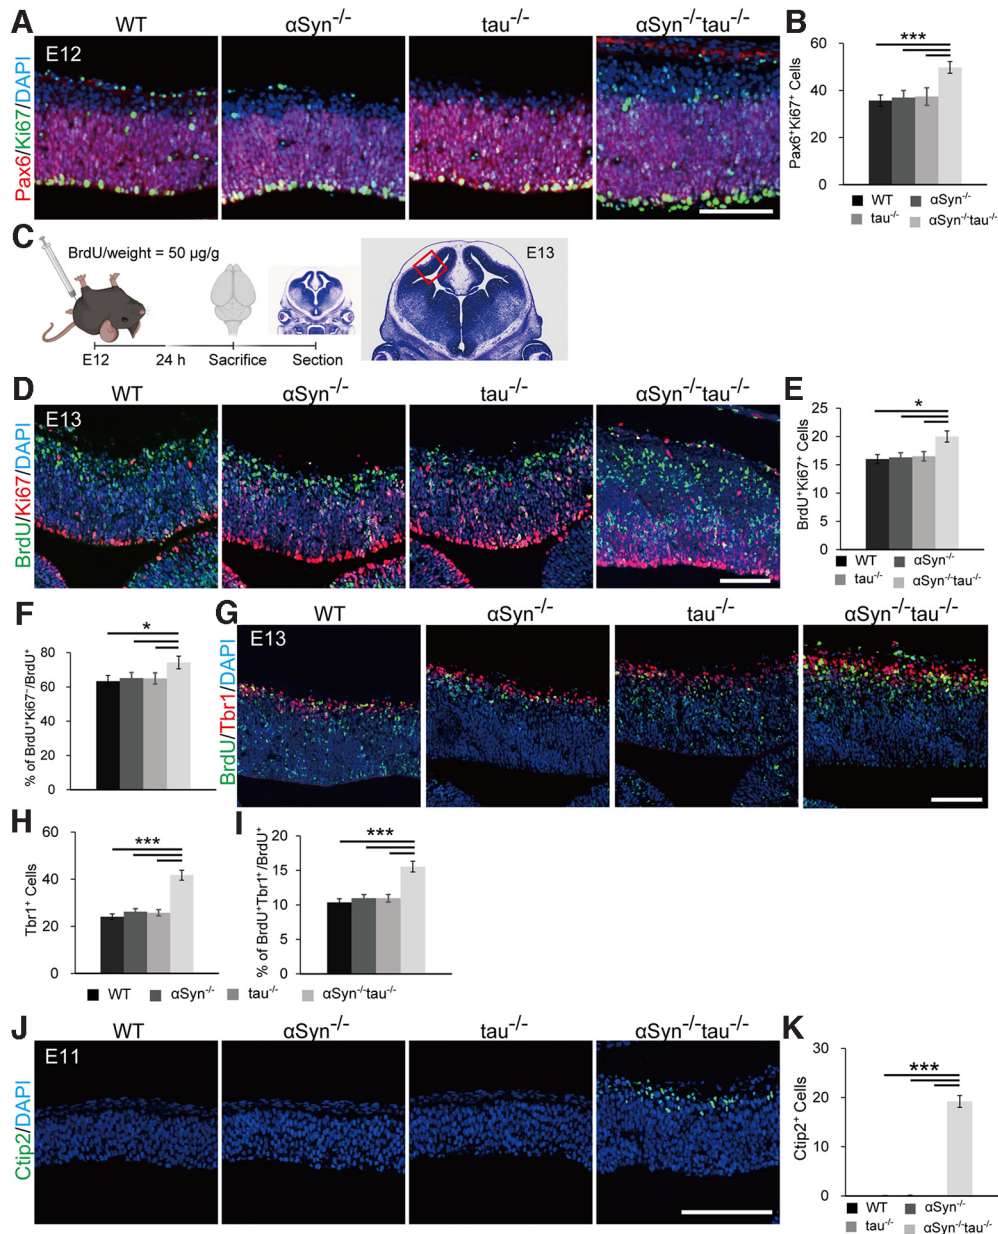 A
WT
αSyn-/-
tau-/-
αSyn-/-tau-/-
Pax6/Ki67/DAPI
E12
B
Pax6+Ki67+ Cells
60
40
20
0
***
WT
αSyn-/-
tau-/-
αSyn-/-tau-/-
C
BrdU/weight = 50 µg/g
E12
24 h
Sacrifice
Section
E13
D
WT
αSyn-/-
tau-/-
αSyn-/-tau-/-
BrdU/Ki67/DAPI
E13
E
BrdU+Ki67+ Cells
25
20
15
10
5
0
*
WT
αSyn-/-
tau-/-
αSyn-/-tau-/-
F
% of BrdU+Ki67-/BrdU+
80
60
40
20
0
*
G
WT
αSyn-/-
tau-/-
αSyn-/-tau-/-
BrdU/Tbr1/DAPI
E13
H
Tbr1+ Cells
60
40
20
0
***
I
% of BrdU+Tbr1+/BrdU+
20
15
10
5
0
***
WT
αSyn-/-
tau-/-
αSyn-/-tau-/-
J
WT
αSyn-/-
tau-/-
αSyn-/-tau-/-
Ctip2/DAPI
E11
K
Ctip2+ Cells
30
20
10
0
***
WT
αSyn-/-
tau-/-
αSyn-/-tau-/-